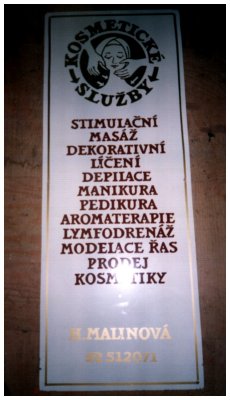 KOSMETICKÉ
SLUŽBY
STIMULAČNÍ
MASÁŽ
DEKORATIVNÍ
LÍČENÍ
DEPILACE
MANIKURA
PEDIKURA
AROMATERAPIE
LYMFODRENÁŽ
MODELACE ŘAS
PRODEJ
KOSMETIKY
MALINOVÁ
512071